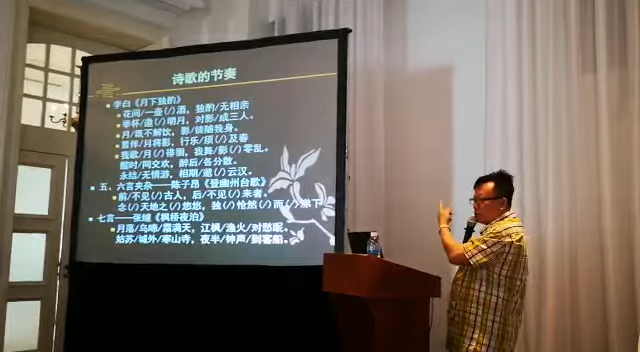 诗歌的节奏
李白《月下独酌》
花间/一壶(/)酒，独酌/无相亲
举杯/邀(/)明月，对影/成三人。
月/既不解饮，影/徒随我身。
暂伴/月将影，行乐/须(/)及春
我歌/月(/)徘徊，我舞/影(/)零乱。
醒时/同交欢，醉后/各分散。
永结/无情游，相期/邈(/)云汉。
五、六言夹杂——陈子昂《登幽州台歌》
前/不见(/)古人，后/不见(/)来者。
念(/)天地之(/)悠悠，独(/)怆然(/)而(/)涕下
七言——张继《枫桥夜泊》
月落/乌啼/霜满天，江枫/渔火/对愁眠。
姑苏/城外/寒山寺，夜半/钟声/到客船。